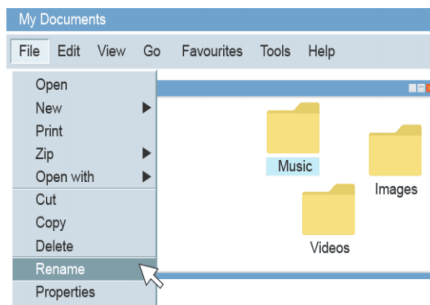 My Documents
File Edit View Go Favourites Tools Help
Open
New
Print
Zip
Open with
Cut
Copy
Delete
Rename
Properties
Music
Images
Videos